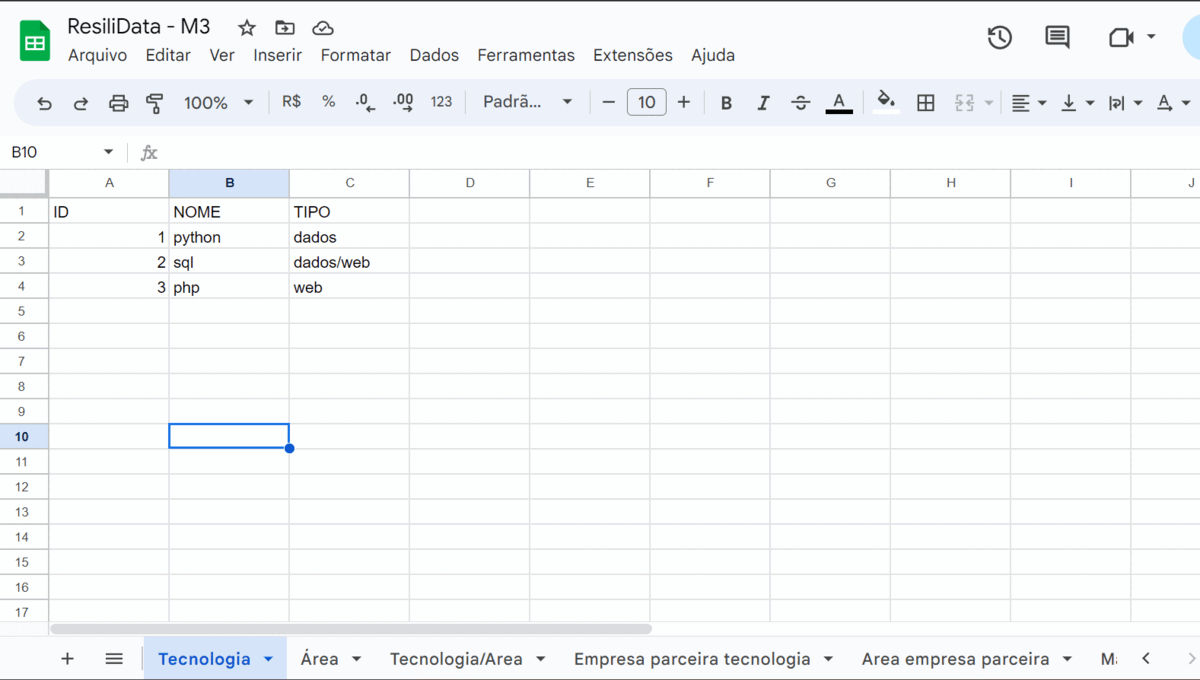 ResiliData - M3
Arquivo Editar Ver Inserir Formatar Dados Ferramentas Extensões Ajuda
100% R$ % .0 .00 123 Padrã... 10 B I A A
B10 fx
A B C D E F G H I J
1 ID NOME TIPO
2 1 python dados
3 2 sql dados/web
4 3 php web
5
6
7
8
9
10
11
12
13
14
15
16
17
Tecnologia Área Tecnologia/Area Empresa parceira tecnologia Area empresa parceira